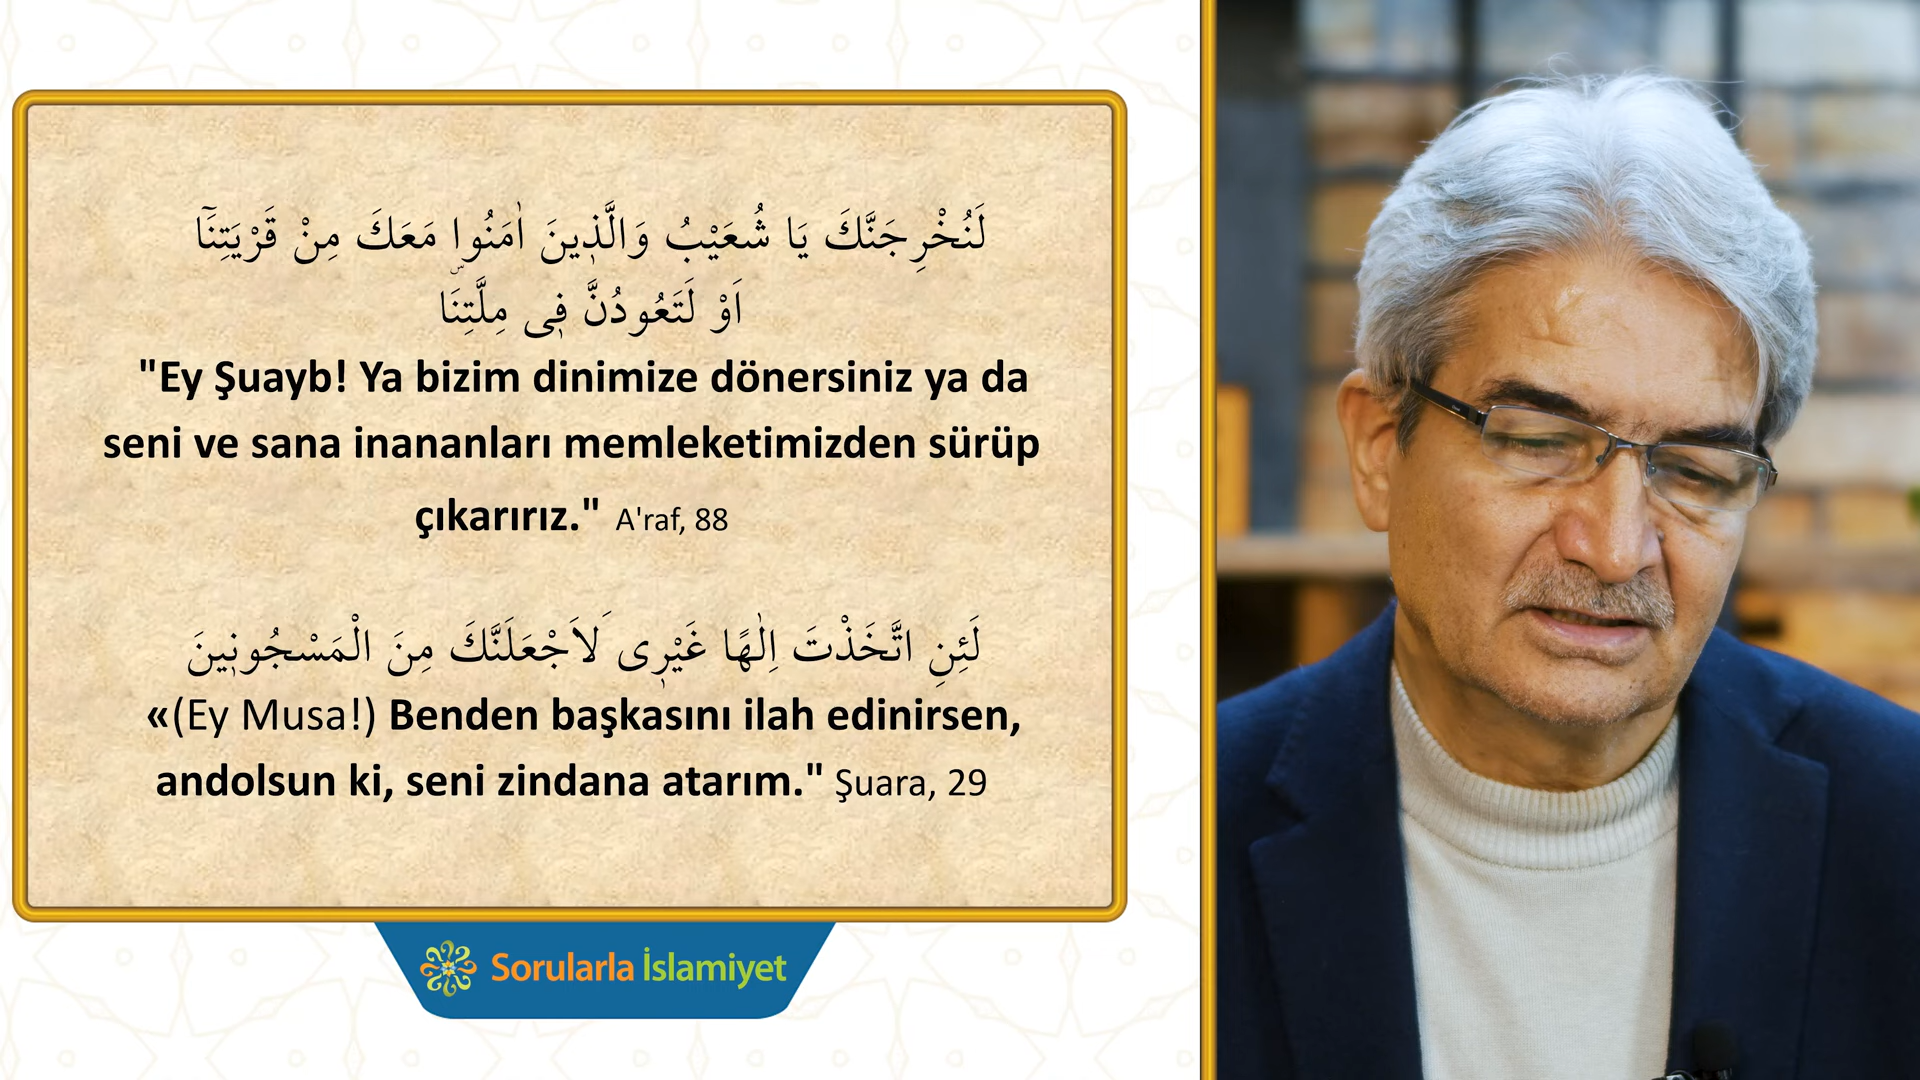 لَنُخْرِجَنَّكَ يَا شُعَيْبُ وَالَّذ۪ينَ اٰمَنُوا مَعَكَ مِنْ قَرْيَتِنَٓا
اَوْ لَتَعُودُنَّ ف۪ى مِلَّتِنَاۜ
"Ey Şuayb! Ya bizim dinimize dönersiniz ya da
seni ve sana inananları memleketimizden sürüp
çıkarırız." A'raf, 88
لَئِنِ اتَّخَذْتَ اِلٰهًا غَيْر۪ى َلاَجْعَلَنَّكَ مِنَ الْمَسْجُون۪ينَ
«(Ey Musa!) Benden başkasını ilah edinirsen,
andolsun ki, seni zindana atarım." Şuara, 29
Sorularla İslamiyet